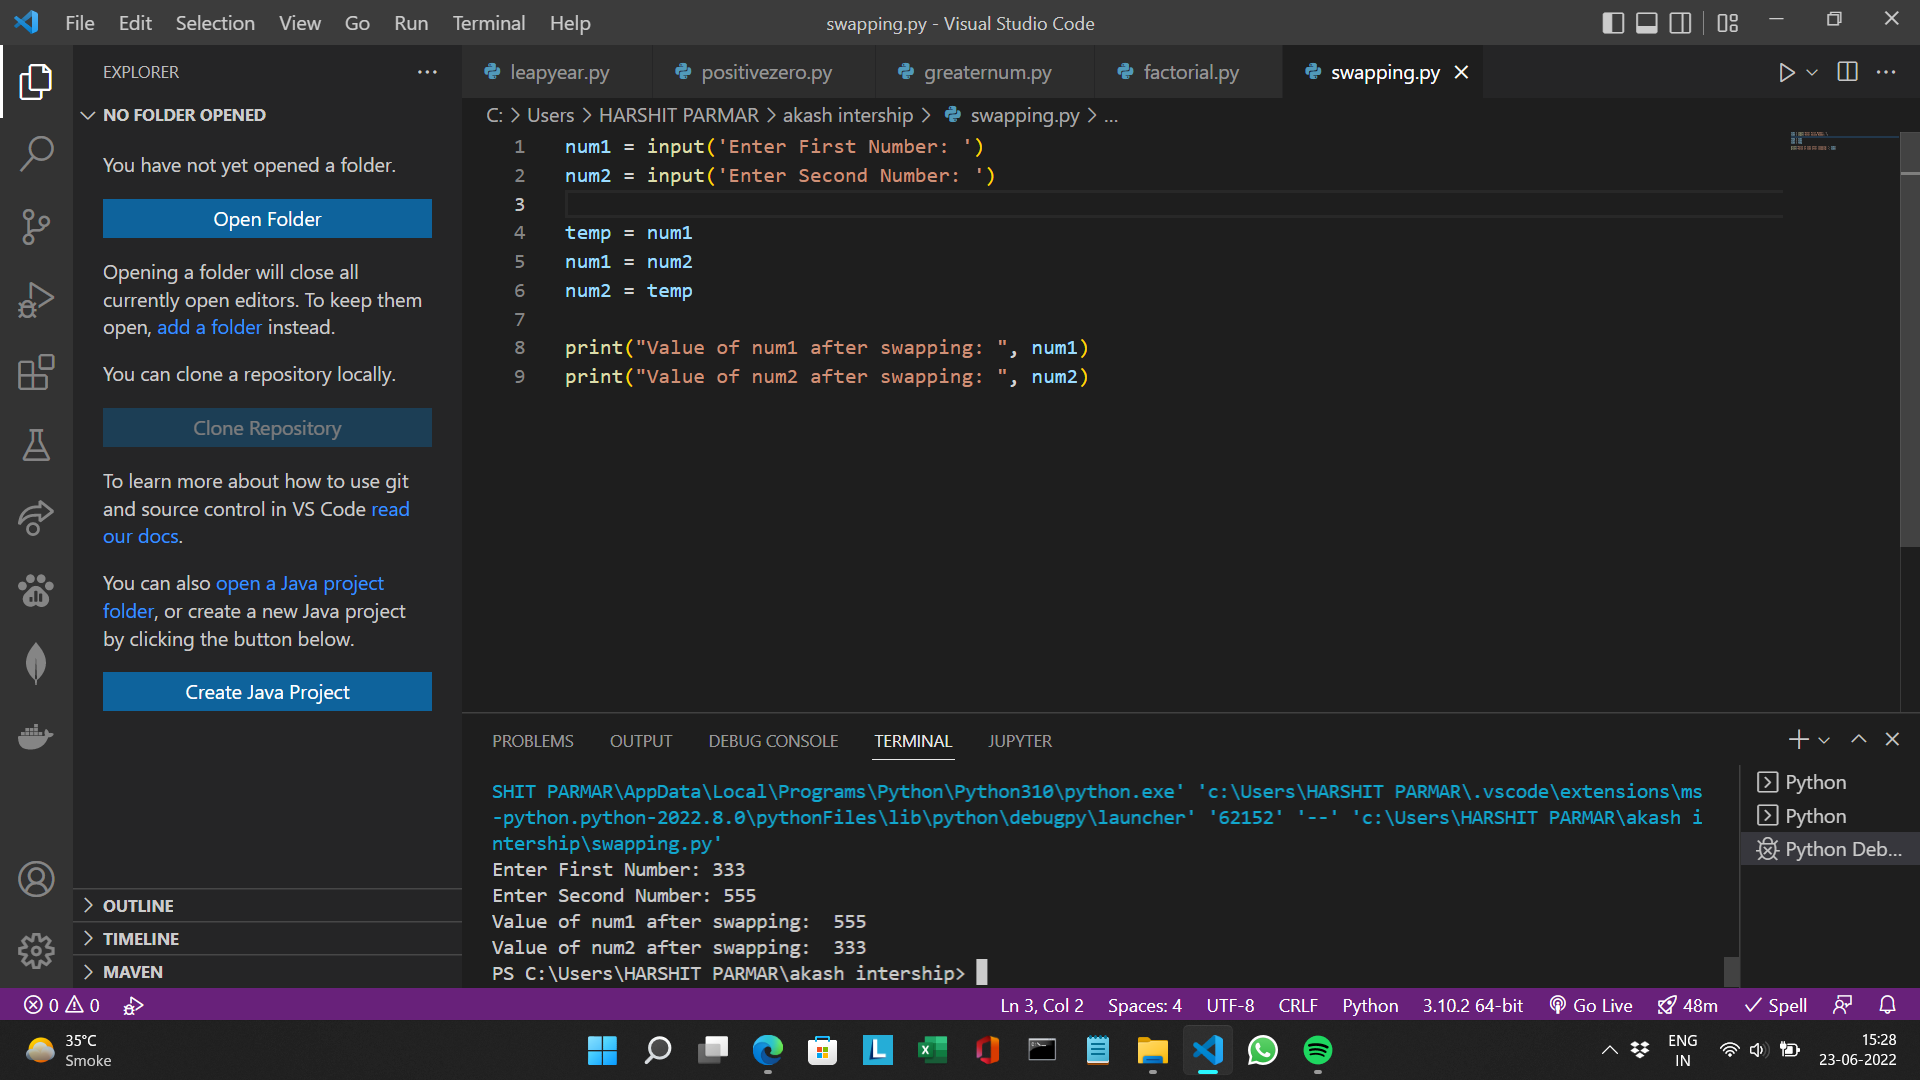 File Edit Selection View Go Run Terminal Help
swapping.py - Visual Studio Code
EXPLORER
NO FOLDER OPENED
You have not yet opened a folder.
Open Folder
Opening a folder will close all
currently open editors. To keep them
open, add a folder instead.
You can clone a repository locally.
Clone Repository
To learn more about how to use git
and source control in VS Code read
our docs.
You can also open a Java project
folder, or create a new Java project
by clicking the button below.
Create Java Project
OUTLINE
TIMELINE
MAVEN
leapyear.py positivezero.py greaternum.py factorial.py swapping.py
C: > Users > HARSHIT PARMAR > akash intership > swapping.py > ...
1 num1 = input('Enter First Number: ')
2 num2 = input('Enter Second Number: ')
3
4 temp = num1
5 num1 = num2
6 num2 = temp
7
8 print("Value of num1 after swapping: ", num1)
9 print("Value of num2 after swapping: ", num2)
PROBLEMS OUTPUT DEBUG CONSOLE TERMINAL JUPYTER
SHIT PARMAR\AppData\Local\Programs\Python\Python310\python.exe' 'c:\Users\HARSHIT PARMAR\.vscode\extensions\ms
-python.python-2022.8.0\pythonFiles\lib\python\debugpy\launcher' '62152' '--' 'c:\Users\HARSHIT PARMAR\akash i
ntership\swapping.py'
Enter First Number: 333
Enter Second Number: 555
Value of num1 after swapping:  555
Value of num2 after swapping:  333
PS C:\Users\HARSHIT PARMAR\akash intership>
Python
Python
Python Deb...
0 0
Ln 3, Col 2 Spaces: 4 UTF-8 CRLF Python 3.10.2 64-bit Go Live 48m Spell
35°C
Smoke
ENG
IN
15:28
23-06-2022